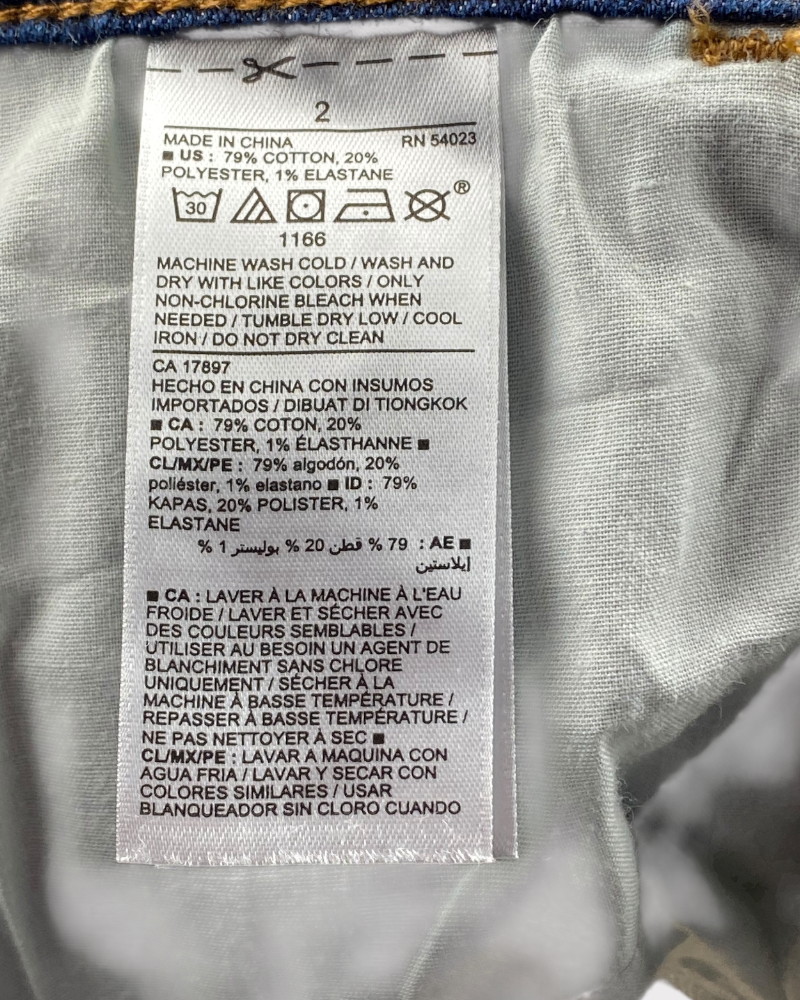 2
MADE IN CHINA RN 54023
■ US : 79% COTTON, 20%
POLYESTER, 1% ELASTANE
30 ®
1166
MACHINE WASH COLD / WASH AND
DRY WITH LIKE COLORS / ONLY
NON-CHLORINE BLEACH WHEN
NEEDED / TUMBLE DRY LOW / COOL
IRON / DO NOT DRY CLEAN
CA 17897
HECHO EN CHINA CON INSUMOS
IMPORTADOS / DIBUAT DI TIONGKOK
■ CA : 79% COTON, 20%
POLYESTER, 1% ÉLASTHANNE ■
CL/MX/PE : 79% algodón, 20%
poliéster, 1% elastano ■ ID : 79%
KAPAS, 20% POLISTER, 1%
ELASTANE
■ AE : 79 % قطن 20 % بوليستر 1 %
إيلاستين
■ CA : LAVER À LA MACHINE À L'EAU
FROIDE / LAVER ET SÉCHER AVEC
DES COULEURS SEMBLABLES /
UTILISER AU BESOIN UN AGENT DE
BLANCHIMENT SANS CHLORE
UNIQUEMENT / SÉCHER À LA
MACHINE À BASSE TEMPÉRATURE /
REPASSER À BASSE TEMPÉRATURE /
NE PAS NETTOYER À SEC ■
CL/MX/PE : LAVAR A MAQUINA CON
AGUA FRIA / LAVAR Y SECAR CON
COLORES SIMILARES / USAR
BLANQUEADOR SIN CLORO CUANDO